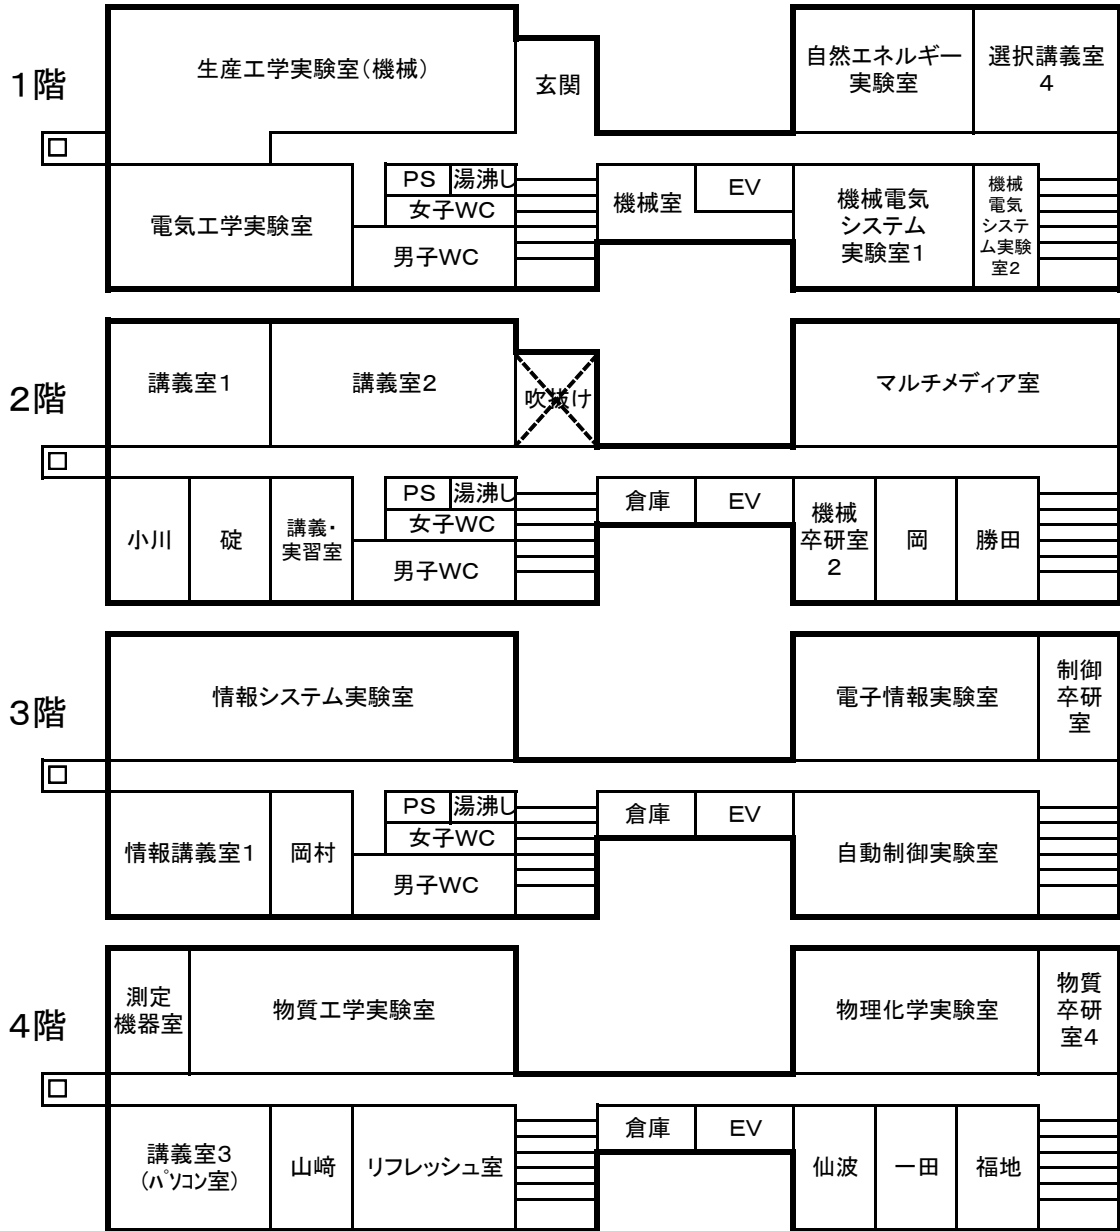 1階
生産工学実験室(機械)
玄関
自然エネルギー
実験室
選択講義室
4
電気工学実験室
PS
湯沸し
女子WC
男子WC
機械室
EV
機械電気
システム
実験室1
機械
電気
システ
ム実験
室2
2階
講義室1
講義室2
吹抜け
マルチメディア室
小川
碇
講義・
実習室
PS
湯沸し
女子WC
男子WC
倉庫
EV
機械
卒研室
2
岡
勝田
3階
情報システム実験室
電子情報実験室
制御
卒研
室
情報講義室1
岡村
PS
湯沸し
女子WC
男子WC
倉庫
EV
自動制御実験室
4階
測定
機器室
物質工学実験室
物理化学実験室
物質
卒研
室4
講義室3
(パソコン室)
山﨑
リフレッシュ室
倉庫
EV
仙波
一田
福地